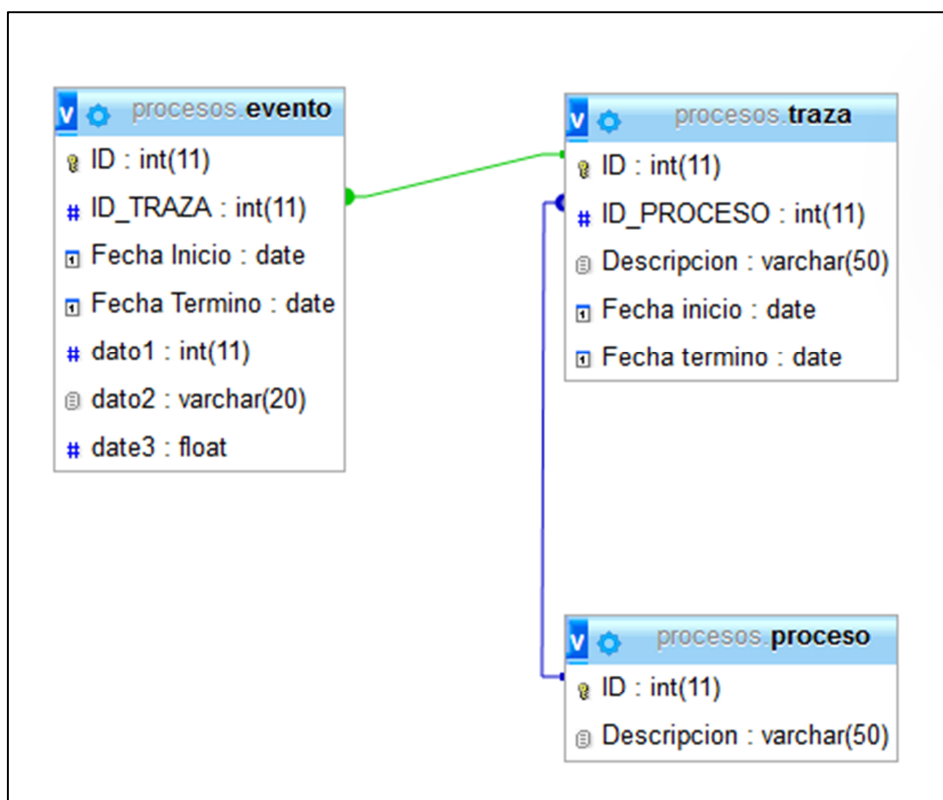 procesos.evento
ID : int(11)
ID_TRAZA : int(11)
Fecha Inicio : date
Fecha Termino : date
dato1 : int(11)
dato2 : varchar(20)
date3 : float
procesos.traza
ID : int(11)
ID_PROCESO : int(11)
Descripcion : varchar(50)
Fecha inicio : date
Fecha termino : date
procesos.proceso
ID : int(11)
Descripcion : varchar(50)